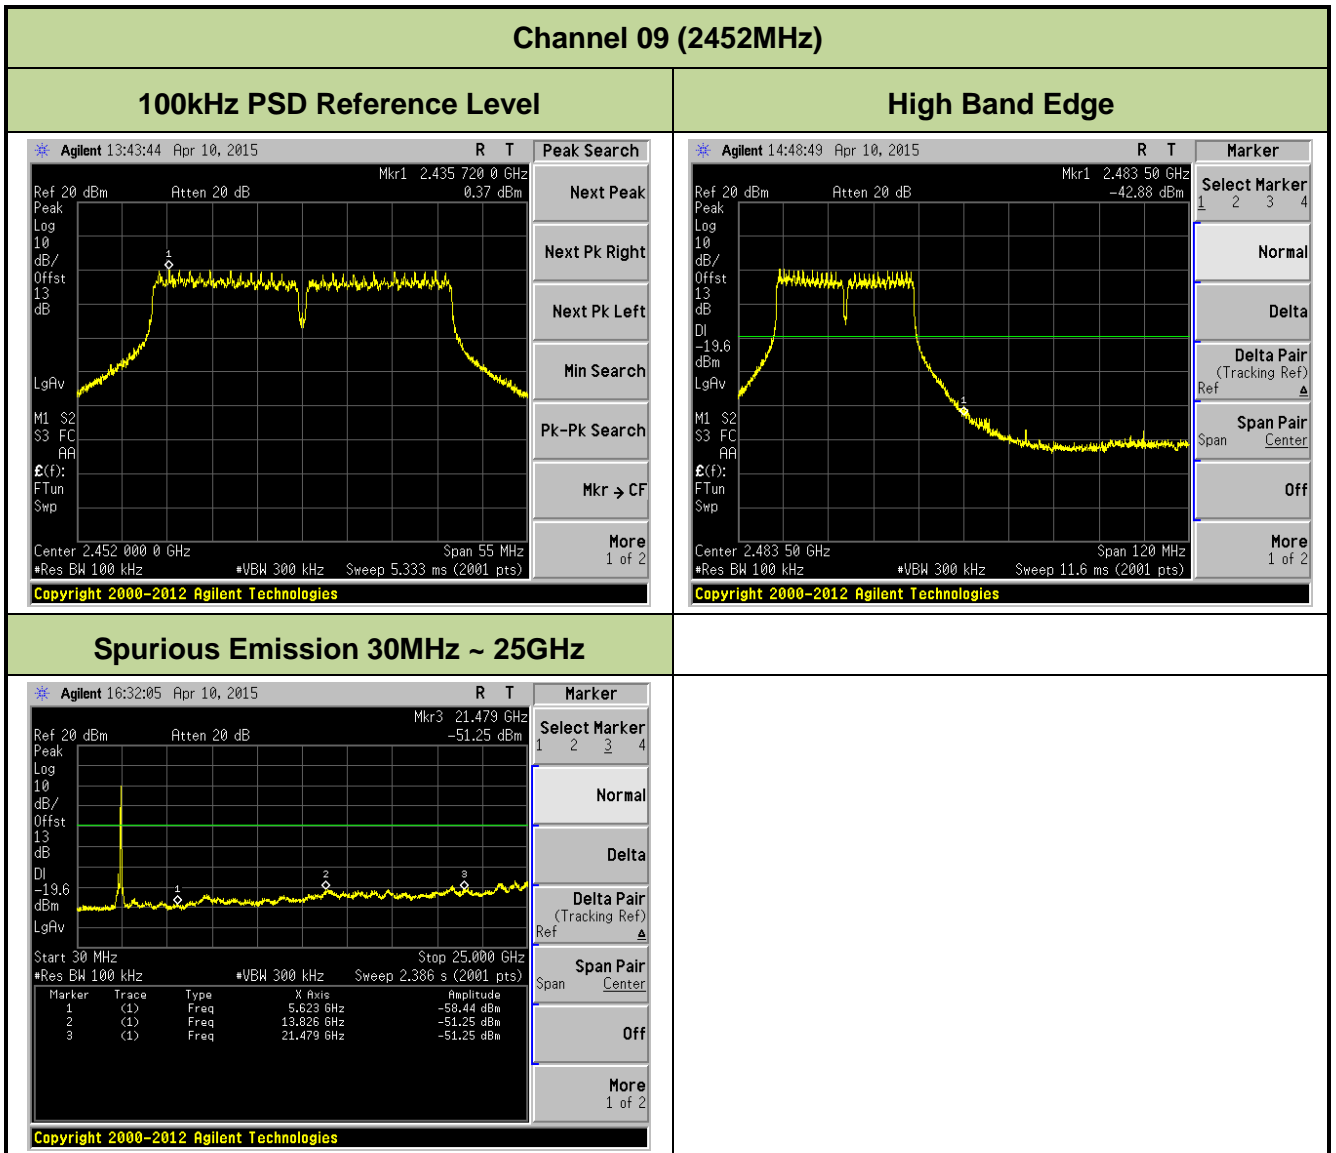 Channel 09 (2452MHz)
100kHz PSD Reference Level
High Band Edge
Agilent 13:43:44 Apr 10, 2015 R T
Peak Search
Mkr1 2.435 720 0 GHz
Ref 20 dBm Atten 20 dB 0.37 dBm
Peak
Log
10
dB/
Offst
13
dB
LgAv
M1 S2
S3 FC
AA
£(f):
FTun
Swp
1
Center 2.452 000 0 GHz Span 55 MHz
#Res BW 100 kHz #VBW 300 kHz Sweep 5.333 ms (2001 pts)
Copyright 2000-2012 Agilent Technologies
Next Peak
Next Pk Right
Next Pk Left
Min Search
Pk-Pk Search
Mkr → CF
More
1 of 2
Agilent 14:48:49 Apr 10, 2015 R T
Marker
Mkr1 2.483 50 GHz
Ref 20 dBm Atten 20 dB -42.88 dBm
Peak
Log
10
dB/
Offst
13
dB
DI
-19.6
dBm
LgAv
M1 S2
S3 FC
AA
£(f):
FTun
Swp
1
Center 2.483 50 GHz Span 120 MHz
#Res BW 100 kHz #VBW 300 kHz Sweep 11.6 ms (2001 pts)
Copyright 2000-2012 Agilent Technologies
Select Marker
1 2 3 4
Normal
Delta
Delta Pair
(Tracking Ref)
Ref Δ
Span Pair
Span Center
Off
More
1 of 2
Spurious Emission 30MHz ~ 25GHz
Agilent 16:32:05 Apr 10, 2015 R T
Marker
Mkr3 21.479 GHz
Ref 20 dBm Atten 20 dB -51.25 dBm
Peak
Log
10
dB/
Offst
13
dB
DI
-19.6
dBm
LgAv
1
2
3
Start 30 MHz Stop 25.000 GHz
#Res BW 100 kHz #VBW 300 kHz Sweep 2.386 s (2001 pts)
Marker Trace Type X Axis Amplitude
1 (1) Freq 5.623 GHz -58.44 dBm
2 (1) Freq 13.826 GHz -51.25 dBm
3 (1) Freq 21.479 GHz -51.25 dBm
Copyright 2000-2012 Agilent Technologies
Select Marker
1 2 3 4
Normal
Delta
Delta Pair
(Tracking Ref)
Ref Δ
Span Pair
Span Center
Off
More
1 of 2